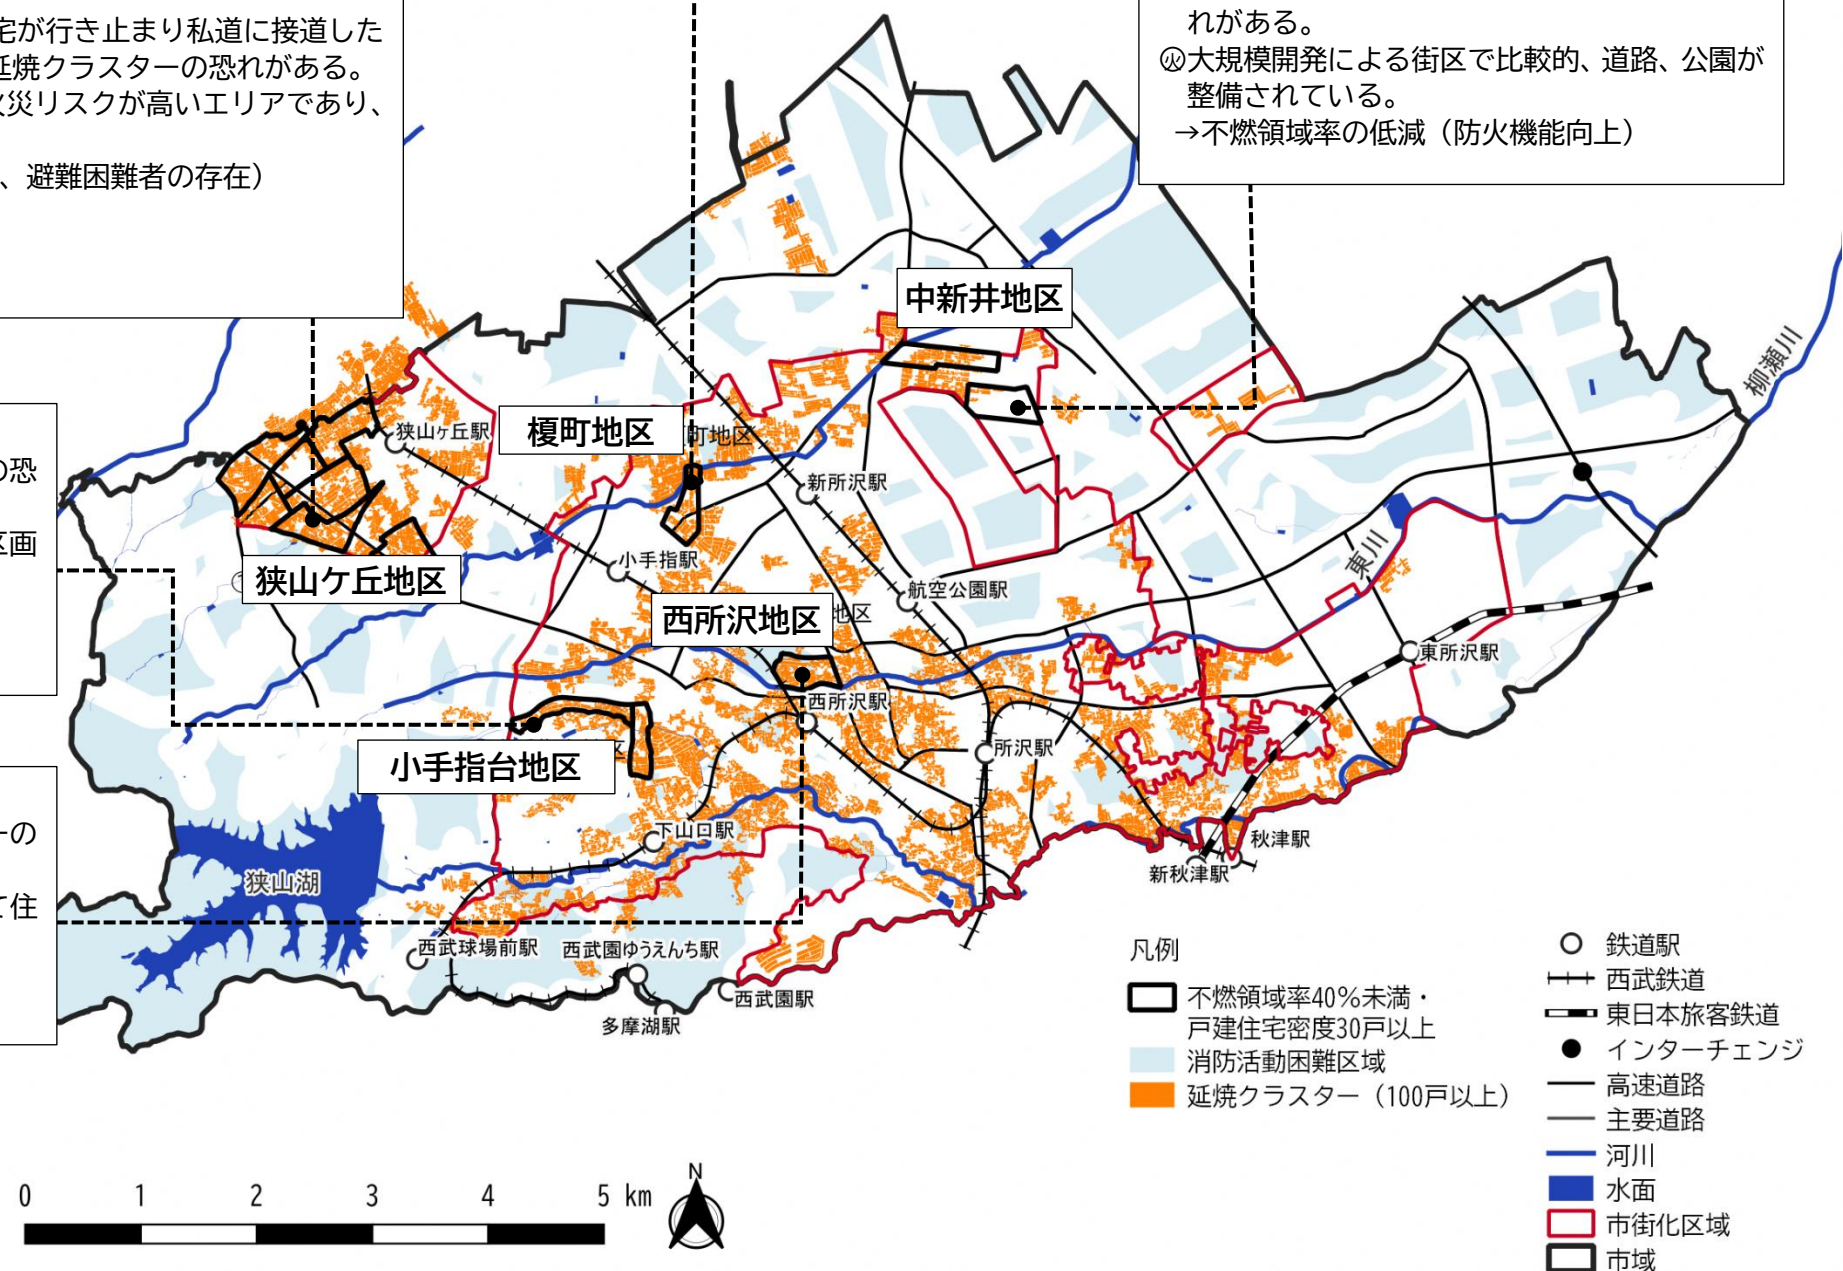 宅が行き止まり私道に接道した
延焼クラスターの恐れがある。
火災リスクが高いエリアであり、
、避難困難者の存在）
れがある。
㊋大規模開発による街区で比較的、道路、公園が
整備されている。
→不燃領域率の低減（防火機能向上）
の恐
区画
ーの
て住
中新井地区
榎町地区
町地区
狭山ケ丘地区
西所沢地区
地区
小手指台地区
区
狭山ヶ丘駅
新所沢駅
小手指駅
航空公園駅
西所沢駅
所沢駅
東所沢駅
下山口駅
秋津駅
新秋津駅
西武球場前駅
西武園ゆうえんち駅
西武園駅
多摩湖駅
狭山湖
東川
柳瀬川
凡例
不燃領域率40%未満・
戸建住宅密度30戸以上
消防活動困難区域
延焼クラスター（100戸以上）
鉄道駅
西武鉄道
東日本旅客鉄道
インターチェンジ
高速道路
主要道路
河川
水面
市街化区域
市域
0 1 2 3 4 5 km
N